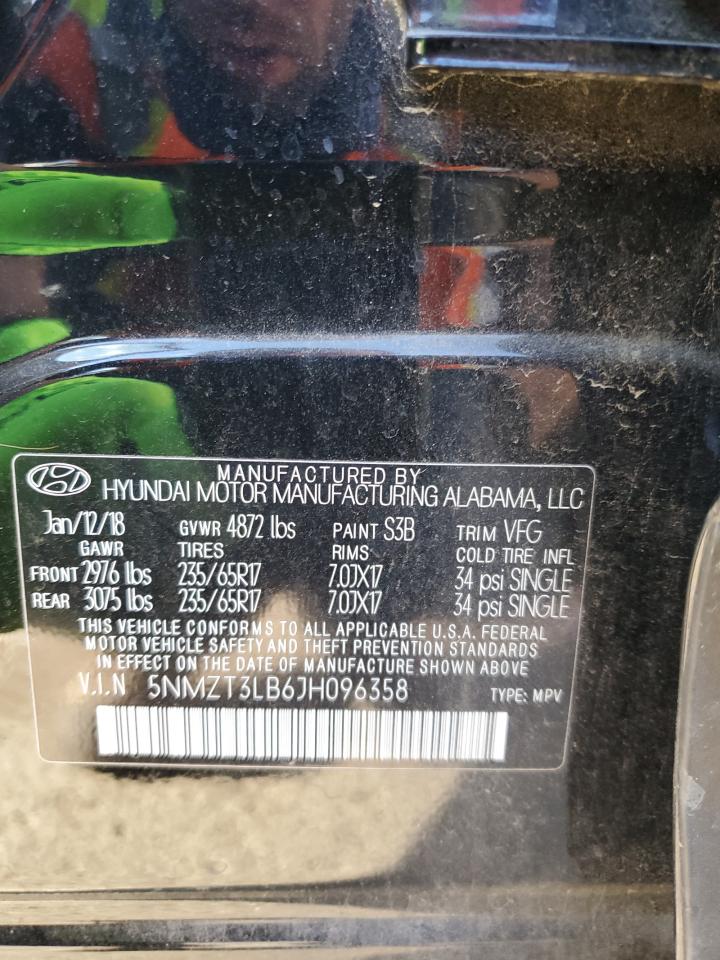 MANUFACTURED BY
HYUNDAI MOTOR MANUFACTURING ALABAMA, LLC
Jan/12/18 GVWR 4872 lbs PAINT S3B TRIM VFG
GAWR TIRES RIMS COLD TIRE INFL
FRONT 2976 lbs 235/65R17 7.0JX17 34 psi SINGLE
REAR 3075 lbs 235/65R17 7.0JX17 34 psi SINGLE
THIS VEHICLE CONFORMS TO ALL APPLICABLE U.S.A. FEDERAL
MOTOR VEHICLE SAFETY AND THEFT PREVENTION STANDARDS
IN EFFECT ON THE DATE OF MANUFACTURE SHOWN ABOVE
V.I.N 5NMZT3LB6JH096358 TYPE: MPV